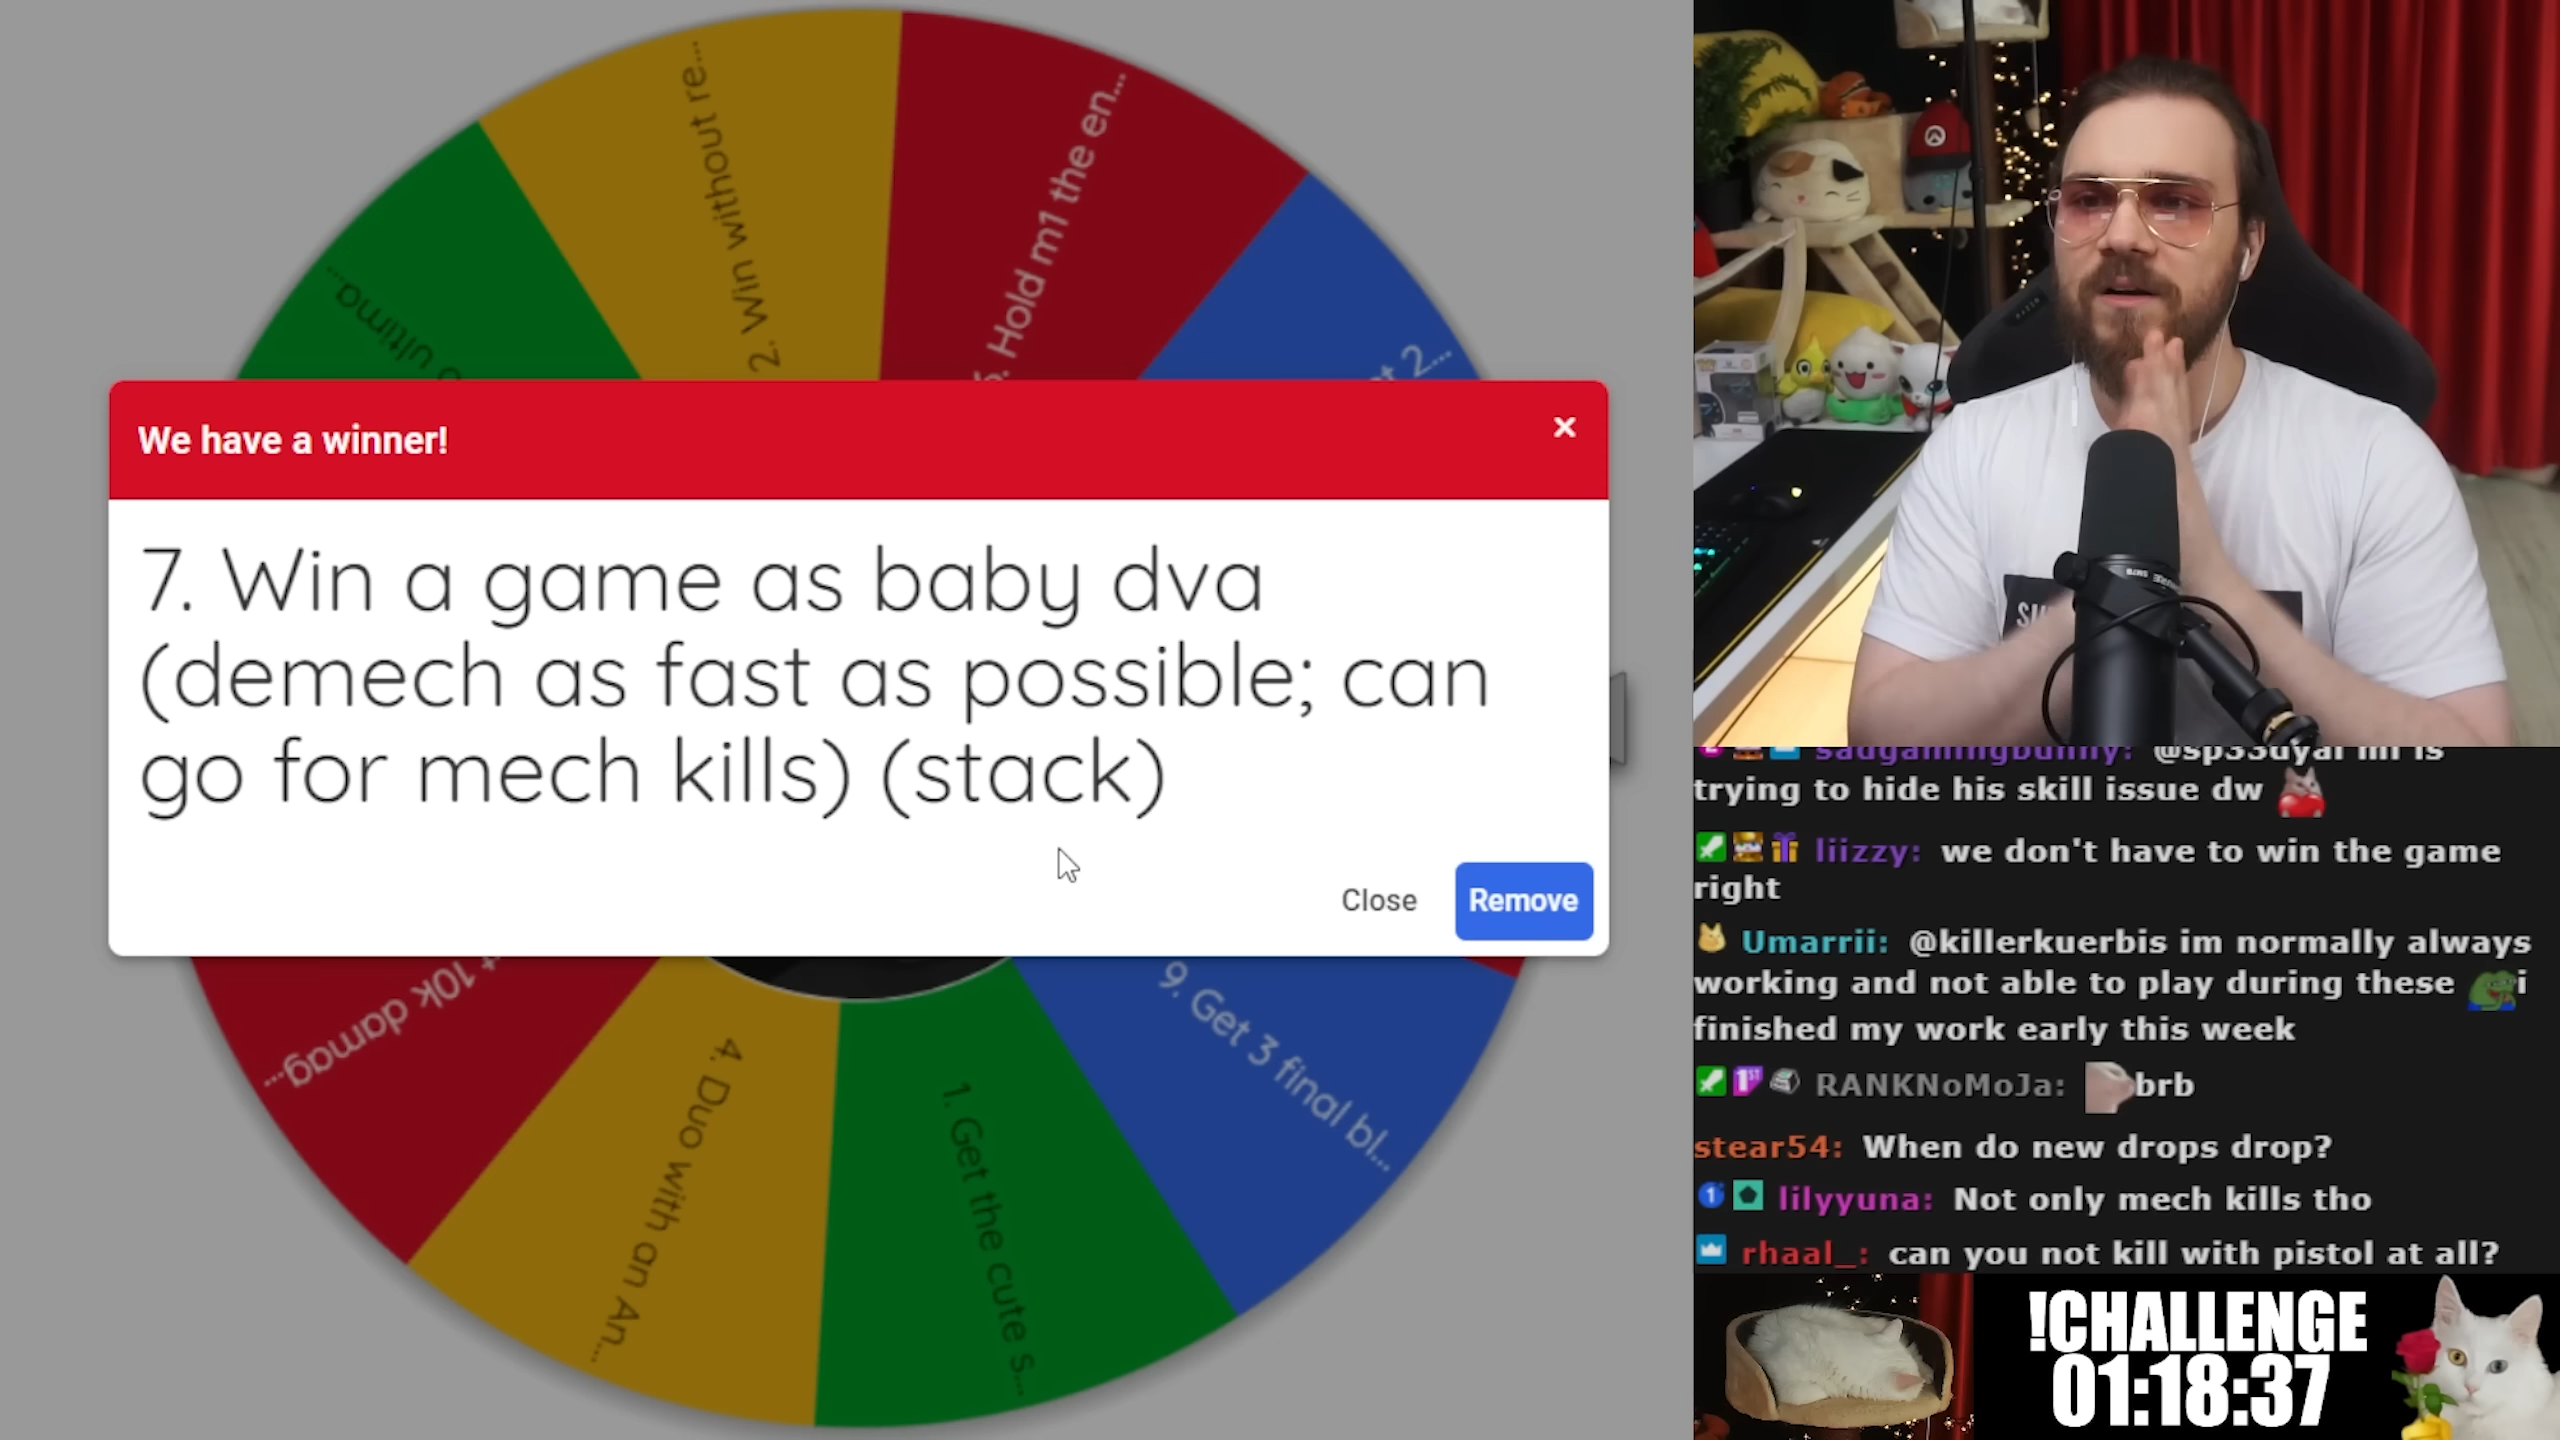 2. Win without re...
6. Hold m1 the en...
t 2...
o ultima...
We have a winner!
×
7. Win a game as baby dva
(demech as fast as possible; can
go for mech kills) (stack)
Close
Remove
t 10k damag...
4. Duo with an An...
1. Get the cute s...
9. Get 3 final bl...
sadgamingbunny:
trying to hide his skill issue dw
liizzy: we don't have to win the game
right
Umarrii: @killerkuerbis im normally always
working and not able to play during these i
finished my work early this week
RANKNoMoJa: brb
stear54: When do new drops drop?
lilyyuna: Not only mech kills tho
rhaal_: can you not kill with pistol at all?
!CHALLENGE
01:18:37